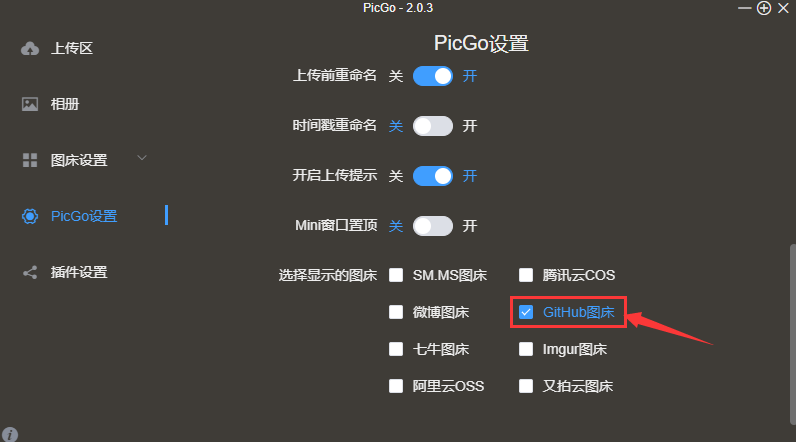 PicGo - 2.0.3
上传区
相册
图床设置
PicGo设置
插件设置
PicGo设置
上传前重命名 关 开
时间戳重命名 关 开
开启上传提示 关 开
Mini窗口置顶 关 开
选择显示的图床 SM.MS图床 腾讯云COS
微博图床 GitHub图床
七牛图床 Imgur图床
阿里云OSS 又拍云图床